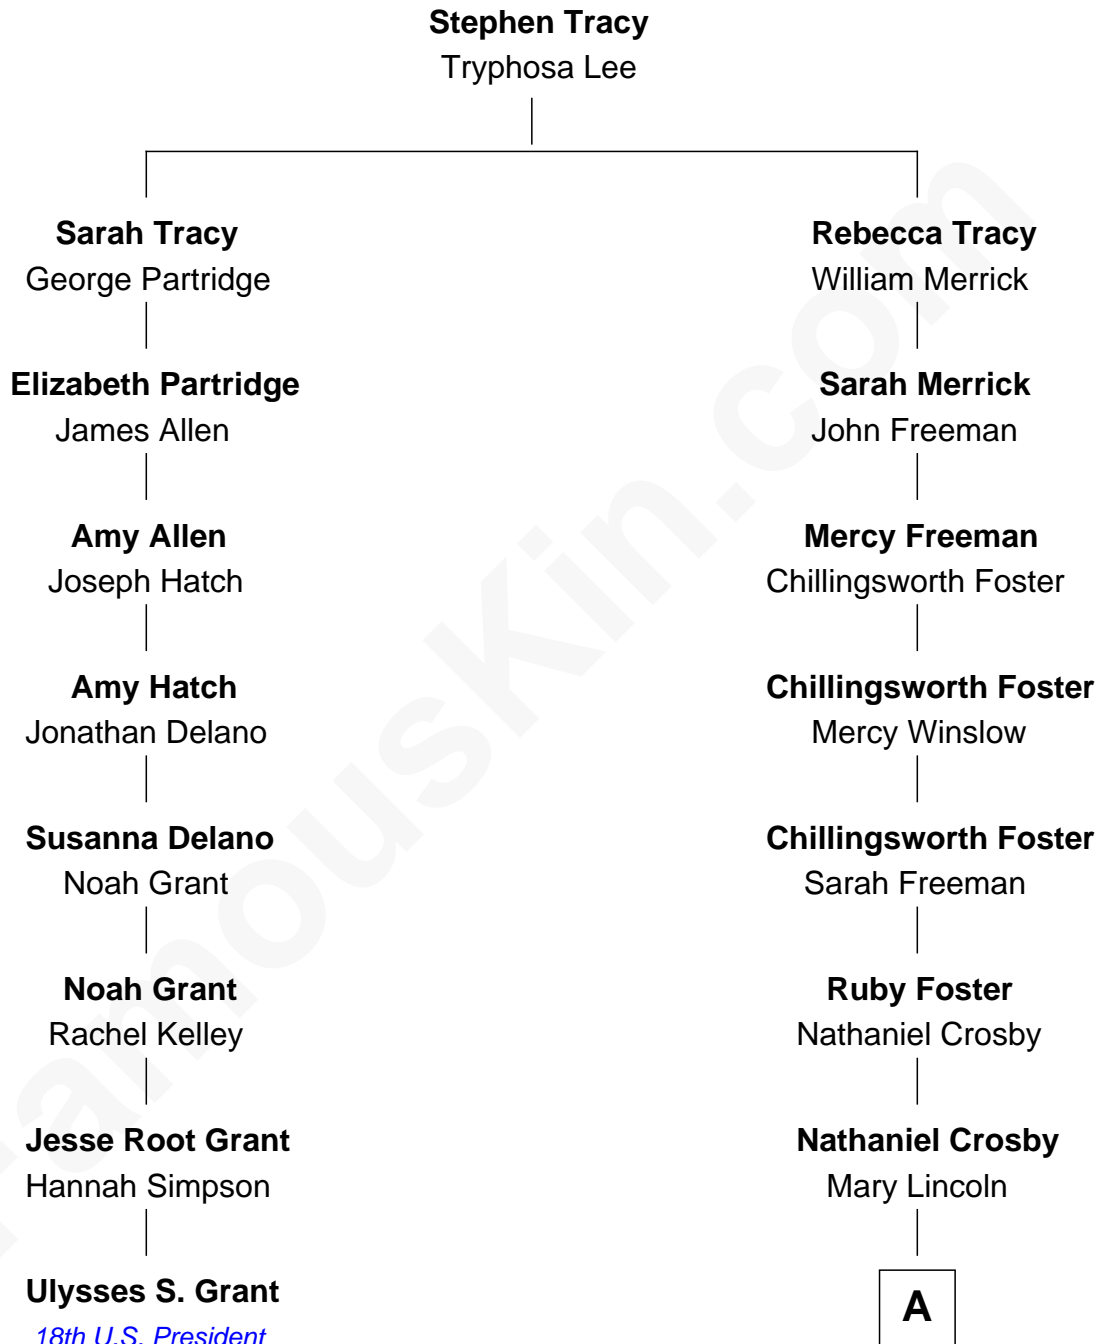 Stephen Tracy
Tryphosa Lee
Sarah Tracy
George Partridge
Rebecca Tracy
William Merrick
Elizabeth Partridge
James Allen
Sarah Merrick
John Freeman
Amy Allen
Joseph Hatch
Mercy Freeman
Chillingsworth Foster
Amy Hatch
Jonathan Delano
Chillingsworth Foster
Mercy Winslow
Susanna Delano
Noah Grant
Chillingsworth Foster
Sarah Freeman
Noah Grant
Rachel Kelley
Ruby Foster
Nathaniel Crosby
Jesse Root Grant
Hannah Simpson
Nathaniel Crosby
Mary Lincoln
Ulysses S. Grant
18th U.S. President
A
FamousKin.com